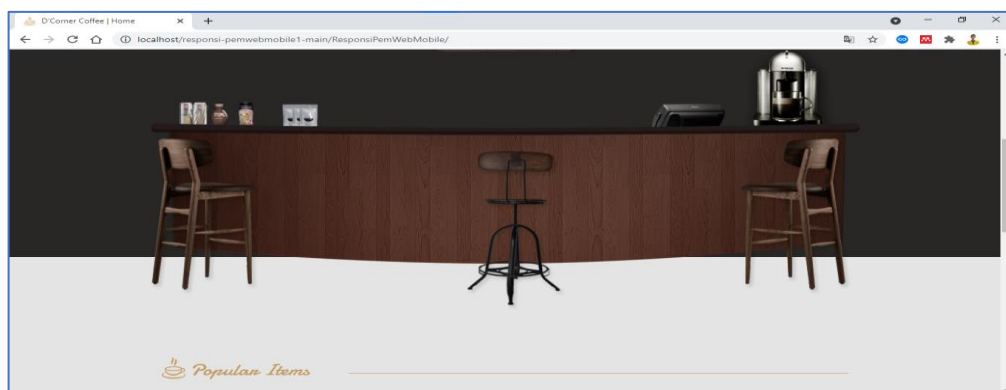 D'Corner Coffee | Home
localhost/responsi-pemwebmobile1-main/ResponsiPemWebMobile/
Popular Items